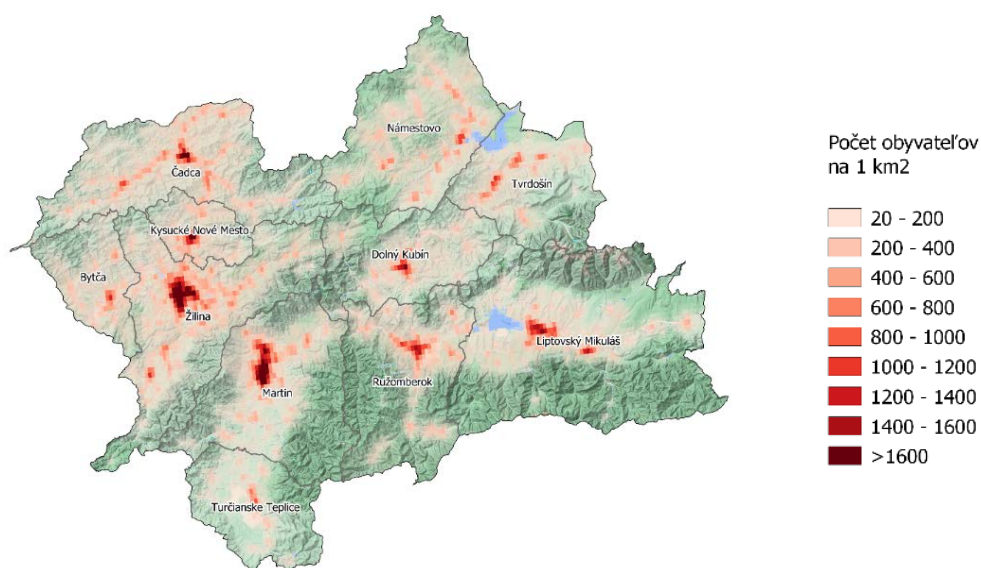 Námestovo
Čadca
Tvrdošín
Kysucké Nové Mesto
Dolný Kubín
Bytča
Žilina
Liptovský Mikuláš
Ružomberok
Martin
Turčianske Teplice
Počet obyvateľov
na 1 km2
20 - 200
200 - 400
400 - 600
600 - 800
800 - 1000
1000 - 1200
1200 - 1400
1400 - 1600
>1600